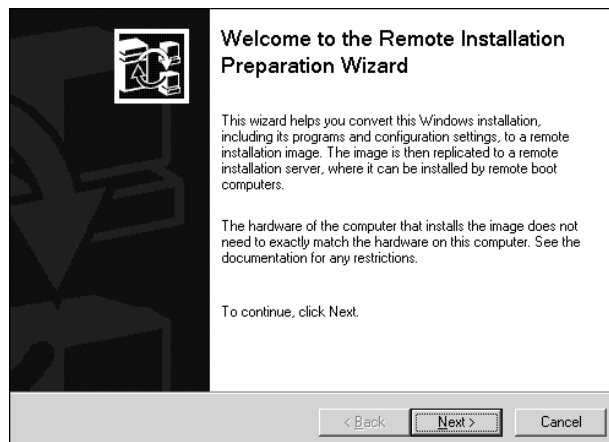 Welcome to the Remote Installation
Preparation Wizard
This wizard helps you convert this Windows installation,
including its programs and configuration settings, to a remote
installation image. The image is then replicated to a remote
installation server, where it can be installed by remote boot
computers.
The hardware of the computer that installs the image does not
need to exactly match the hardware on this computer. See the
documentation for any restrictions.
To continue, click Next.
< Back
Next >
Cancel